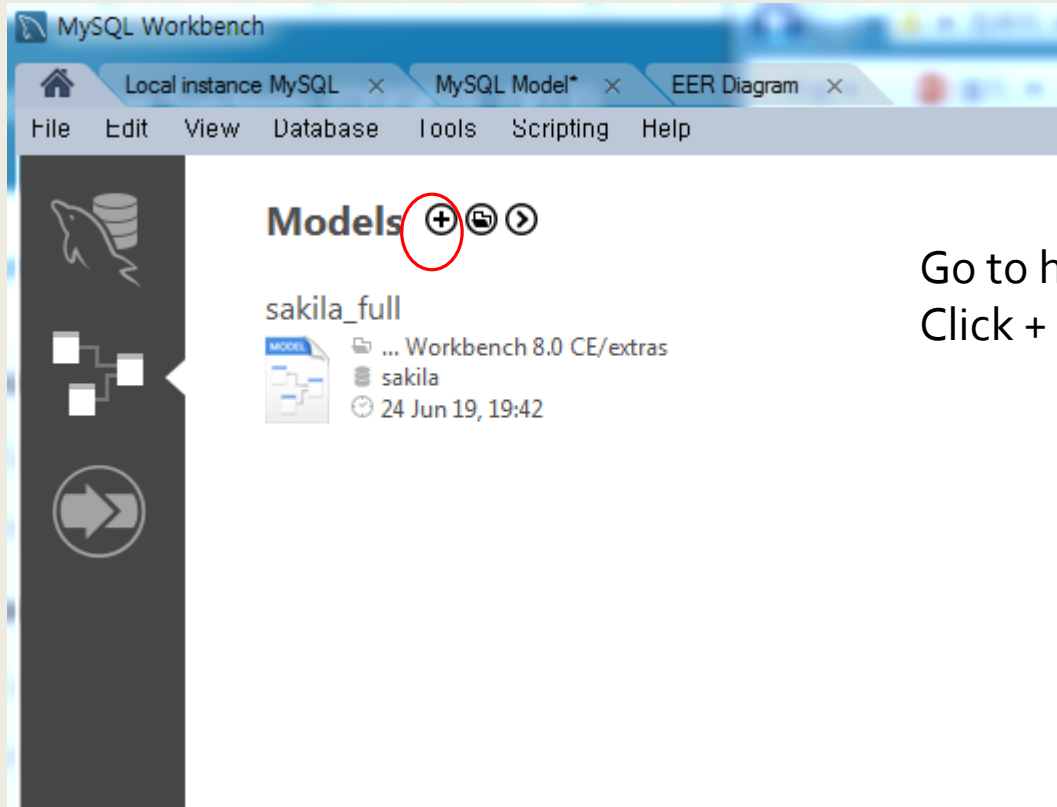 MySQL Workbench
Local instance MySQL
MySQL Model*
EER Diagram
File Edit View Database Tools Scripting Help
Models
sakila_full
MODEL
... Workbench 8.0 CE/extras
sakila
24 Jun 19, 19:42
Go to
Click +